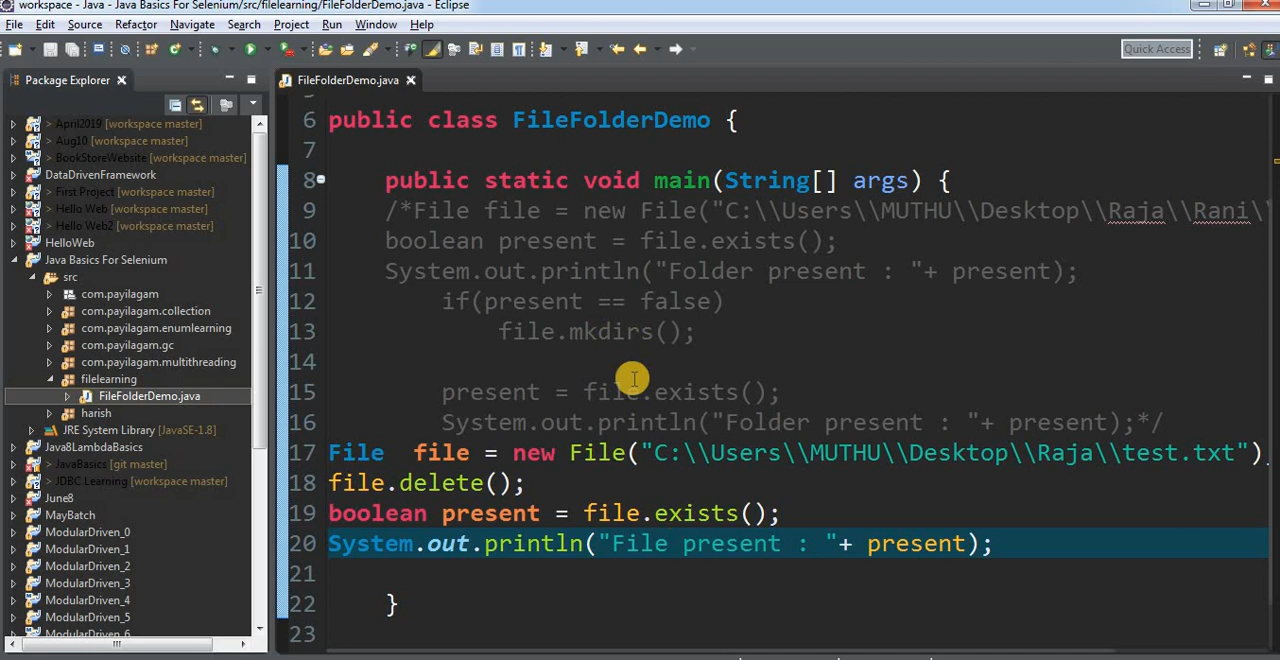 workspace - Java - Java Basics For Selenium/src/filelearning/FileFolderDemo.java - Eclipse
File Edit Source Refactor Navigate Search Project Run Window Help
Quick Access
Package Explorer
FileFolderDemo.java
> April2019 [workspace master]
> Aug10 [workspace master]
> BookStoreWebsite [workspace master]
DataDrivenFramework
> First Project [workspace master]
> Hello Web [workspace master]
> Hello Web2 [workspace master]
HelloWeb
Java Basics For Selenium
src
com.payilagam
com.payilagam.collection
com.payilagam.enumlearning
com.payilagam.gc
com.payilagam.multithreading
filelearning
FileFolderDemo.java
harish
JRE System Library [JavaSE-1.8]
Java8LambdaBasics
> JavaBasics [git master]
> JDBC Learning [workspace master]
June8
MayBatch
ModularDriven_0
ModularDriven_1
ModularDriven_2
ModularDriven_3
ModularDriven_4
ModularDriven_5
ModularDriven_6
6 public class FileFolderDemo {
7
8 public static void main(String[] args) {
9 /*File file = new File("C:\\Users\\MUTHU\\Desktop\\Raja\\Rani\
10 boolean present = file.exists();
11 System.out.println("Folder present : "+ present);
12 if(present == false)
13 file.mkdirs();
14
15 present = file.exists();
16 System.out.println("Folder present : "+ present);*/
17 File file = new File("C:\\Users\\MUTHU\\Desktop\\Raja\\test.txt")
18 file.delete();
19 boolean present = file.exists();
20 System.out.println("File present : "+ present);
21
22 }
23